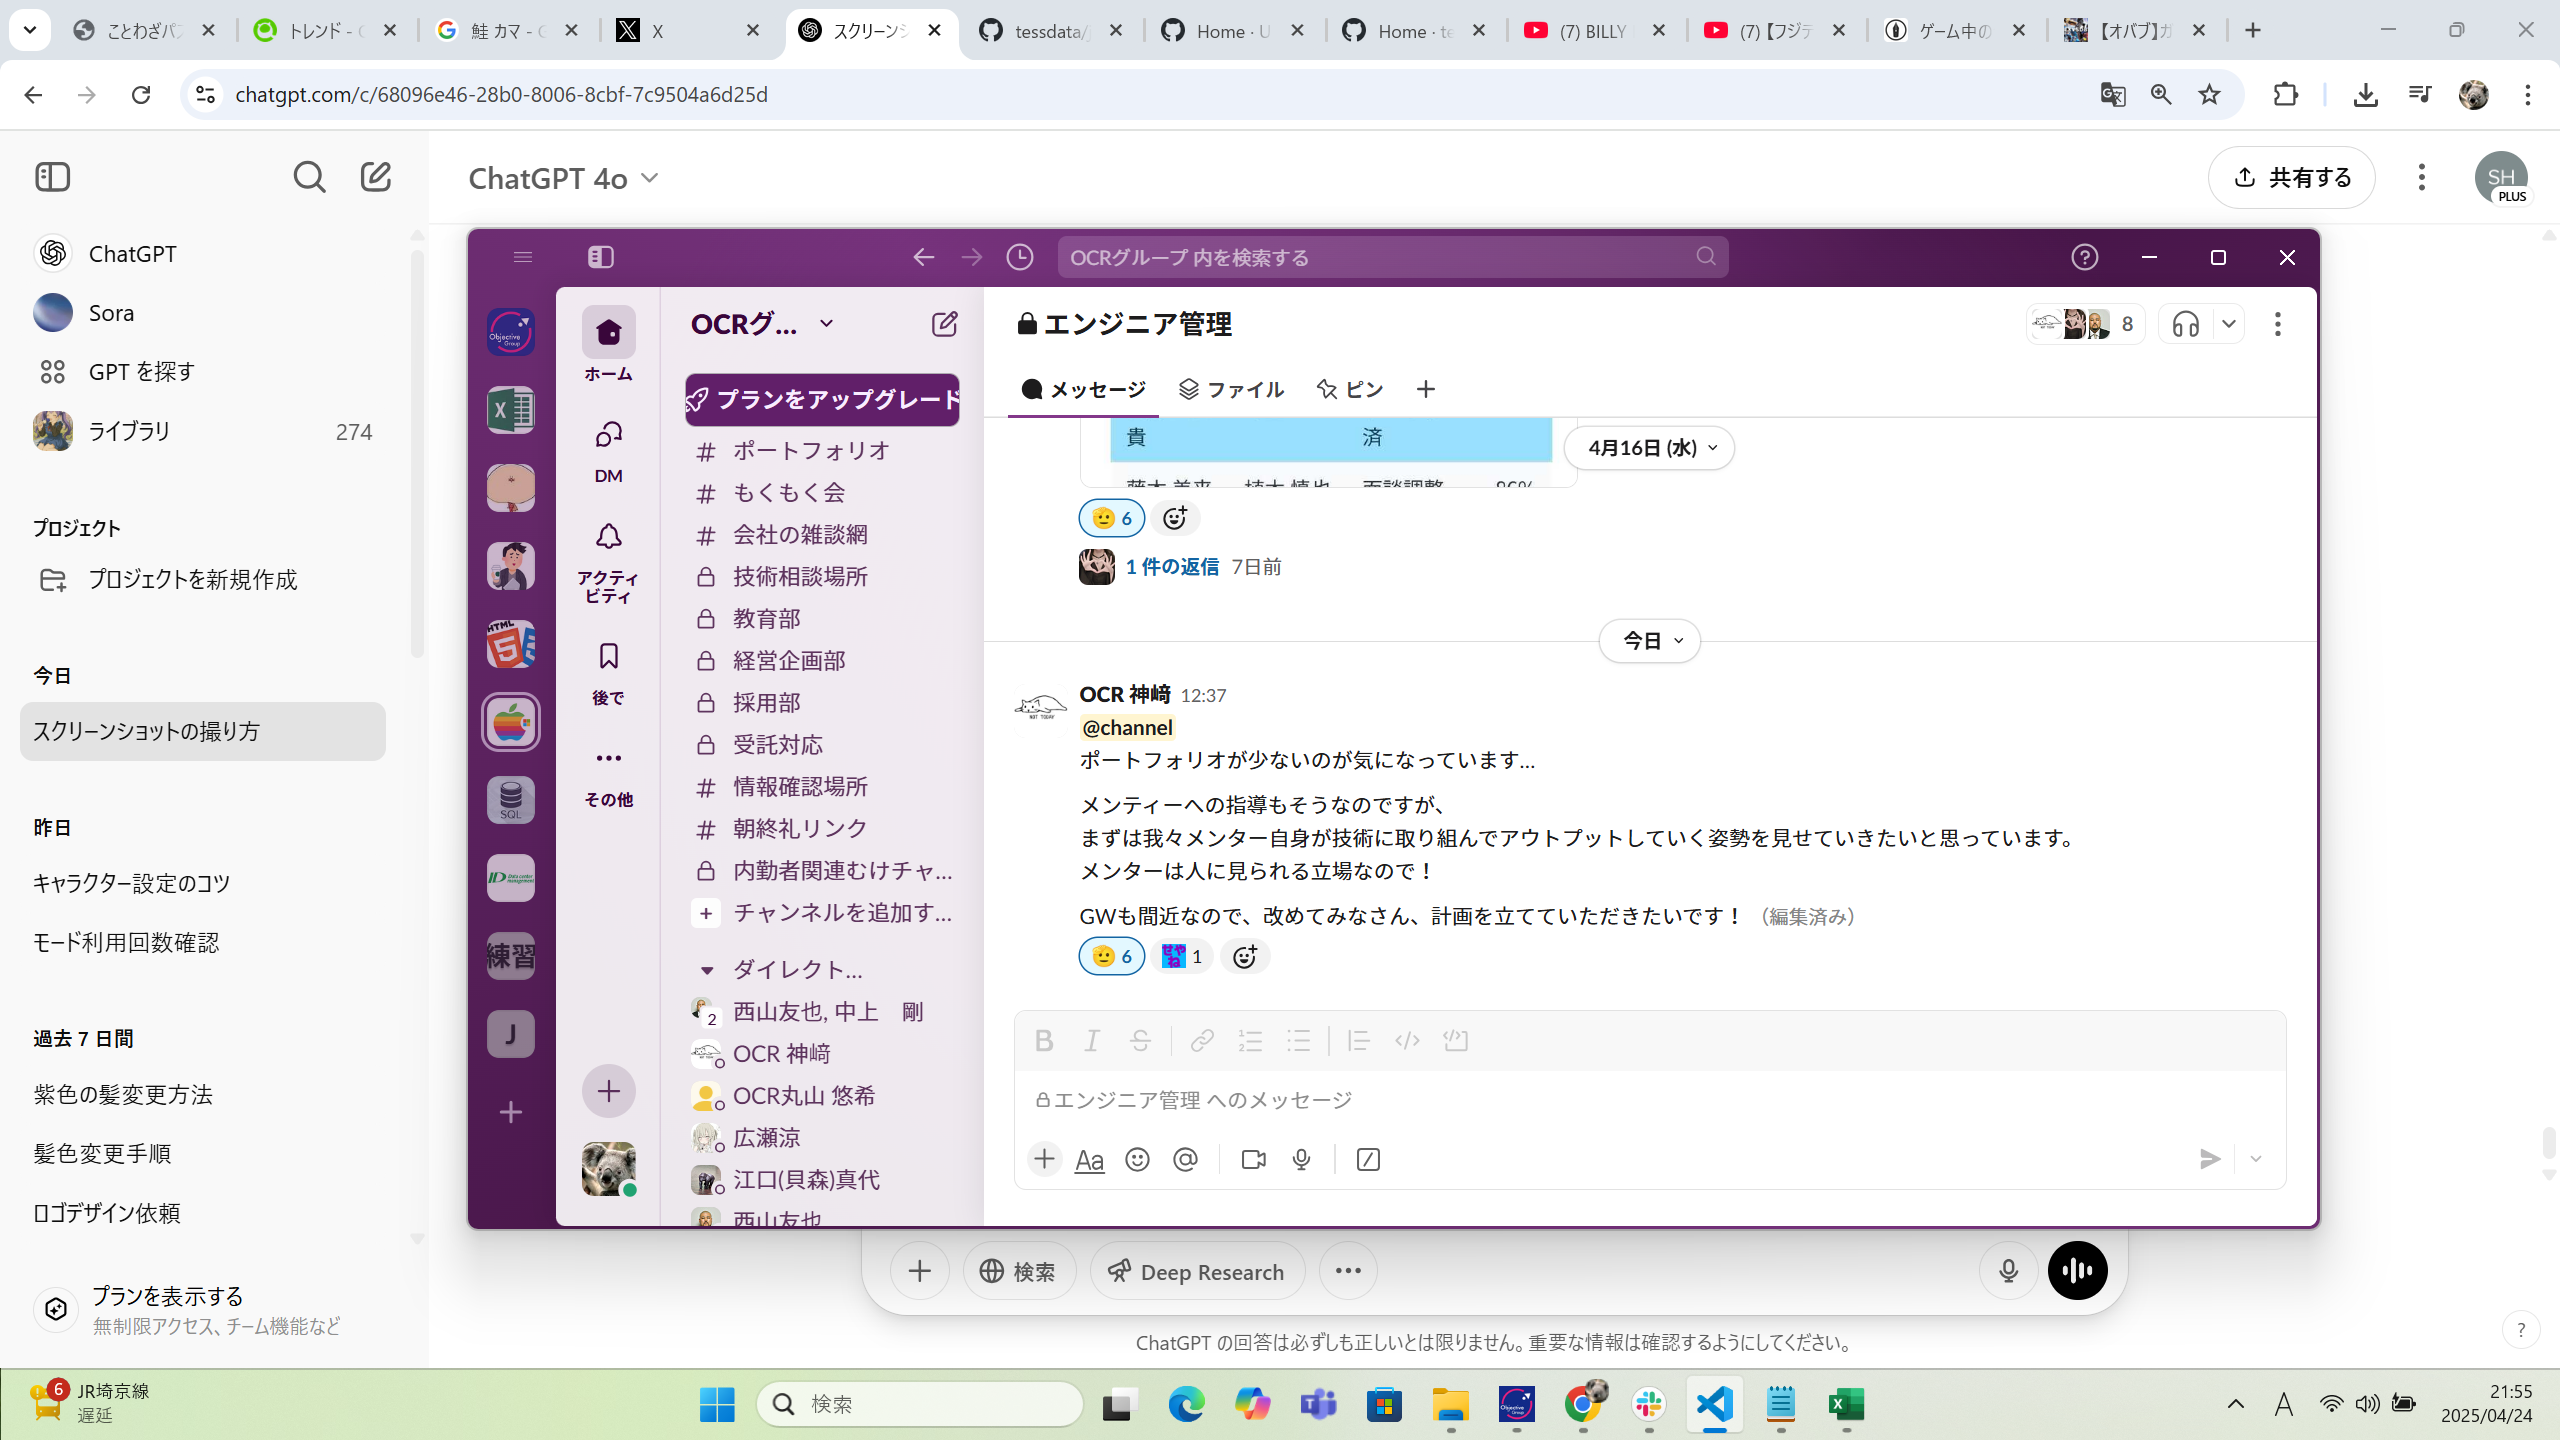 ことわざパズ
トレンド - G
鮭 カマ - G
X
スクリーンシ
tessdata/j
Home · U
Home · te
(7) BILLY
(7) 【フジテ
ゲーム中の
【オバブ】ガ
chatgpt.com/c/68096e46-28b0-8006-8cbf-7c9504a6d25d
ChatGPT 4o
共有する
SH
PLUS
ChatGPT
Sora
GPT を探す
ライブラリ
274
プロジェクト
プロジェクトを新規作成
今日
スクリーンショットの撮り方
昨日
キャラクター設定のコツ
モード利用回数確認
過去 7 日間
紫色の髪変更方法
髪色変更手順
ロゴデザイン依頼
プランを表示する
無制限アクセス、チーム機能など
OCRグループ 内を検索する
Objective Group
SQL
練習
J
ホーム
DM
アクティ
ビティ
後で
その他
OCRグ...
プランをアップグレード
ポートフォリオ
もくもく会
会社の雑談網
技術相談場所
教育部
経営企画部
採用部
受託対応
情報確認場所
朝終礼リンク
内勤者関連むけチャ...
チャンネルを追加す...
ダイレクト...
2 西山友也, 中上　剛
OCR 神﨑
OCR丸山 悠希
広瀬涼
江口(貝森)真代
西山友也
エンジニア管理
8
メッセージ
ファイル
ピン
貴 済
4月16日 (水)
6
1 件の返信 7日前
今日
OCR 神﨑 12:37
@channel
ポートフォリオが少ないのが気になっています...
メンティーへの指導もそうなのですが、
まずは我々メンター自身が技術に取り組んでアウトプットしていく姿勢を見せていきたいと思っています。
メンターは人に見られる立場なので！
GWも間近なので、改めてみなさん、計画を立てていただきたいです！（編集済み）
6 せやね 1
エンジニア管理 へのメッセージ
Aa
検索
Deep Research
ChatGPT の回答は必ずしも正しいとは限りません。重要な情報は確認するようにしてください。
?
6
JR埼京線
遅延
検索
A
21:55
2025/04/24